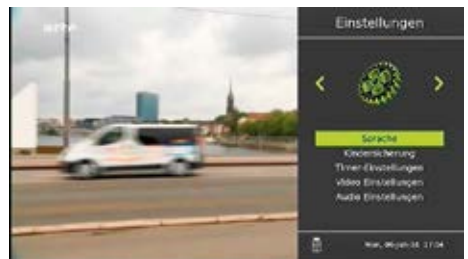 arte
Einstellungen
Sprache
Kindersicherung
Timer-Einstellungen
Video Einstellungen
Audio Einstellungen